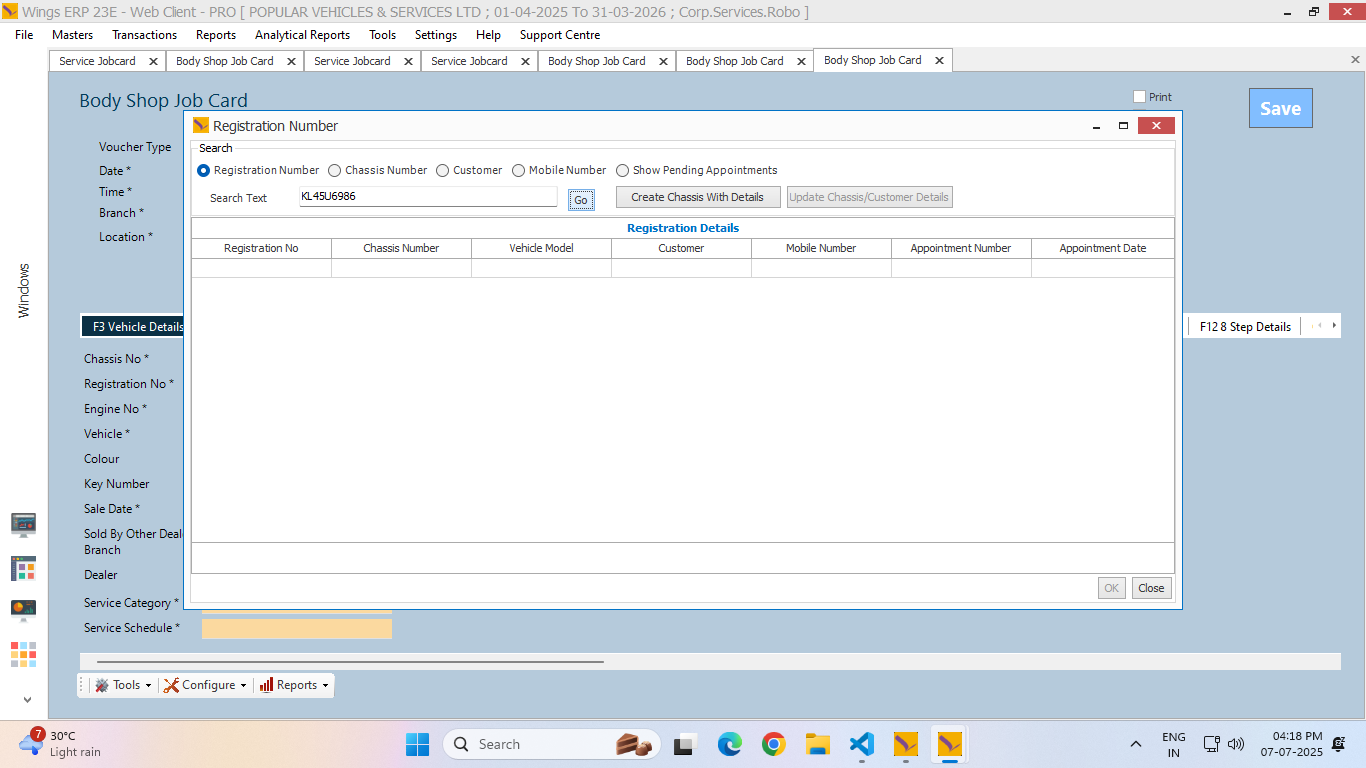 Wings ERP 23E - Web Client - PRO [ POPULAR VEHICLES & SERVICES LTD ; 01-04-2025 To 31-03-2026 ; Corp.Services.Robo ]
File Masters Transactions Reports Analytical Reports Tools Settings Help Support Centre
Service Jobcard Body Shop Job Card Service Jobcard Service Jobcard Body Shop Job Card Body Shop Job Card Body Shop Job Card
Body Shop Job Card
Print
Save
Registration Number
Voucher Type
Date *
Time *
Branch *
Location *
Search
Registration Number Chassis Number Customer Mobile Number Show Pending Appointments
Search Text KL45U6986 Go Create Chassis With Details Update Chassis/Customer Details
Registration Details
Registration No Chassis Number Vehicle Model Customer Mobile Number Appointment Number Appointment Date
Windows
F3 Vehicle Details
F12 8 Step Details
Chassis No *
Registration No *
Engine No *
Vehicle *
Colour
Key Number
Sale Date *
Sold By Other Deal
Branch
Dealer
Service Category *
Service Schedule *
OK Close
Tools Configure Reports
7
30°C
Light rain
Search
ENG
IN
04:18 PM
07-07-2025